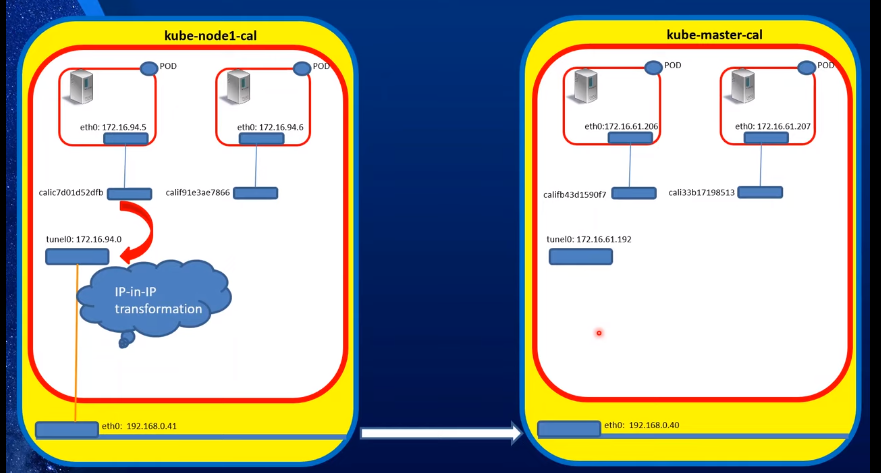 kube-node1-cal
POD
POD
eth0: 172.16.94.5
eth0: 172.16.94.6
calic7d01d52dfb
calif91e3ae7866
tunel0: 172.16.94.0
IP-in-IP
transformation
eth0: 192.168.0.41
kube-master-cal
POD
POD
eth0:172.16.61.206
eth0: 172.16.61.207
califb43d1590f7
cali33b17198513
tunel0: 172.16.61.192
eth0: 192.168.0.40